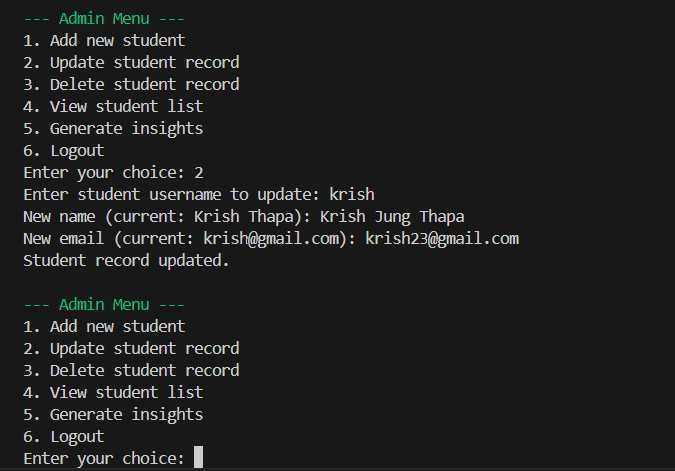 --- Admin Menu ---
1. Add new student
2. Update student record
3. Delete student record
4. View student list
5. Generate insights
6. Logout
Enter your choice: 2
Enter student username to update: krish
New name (current: Krish Thapa): Krish Jung Thapa
New email (current: krish@gmail.com): krish23@gmail.com
Student record updated.

--- Admin Menu ---
1. Add new student
2. Update student record
3. Delete student record
4. View student list
5. Generate insights
6. Logout
Enter your choice: